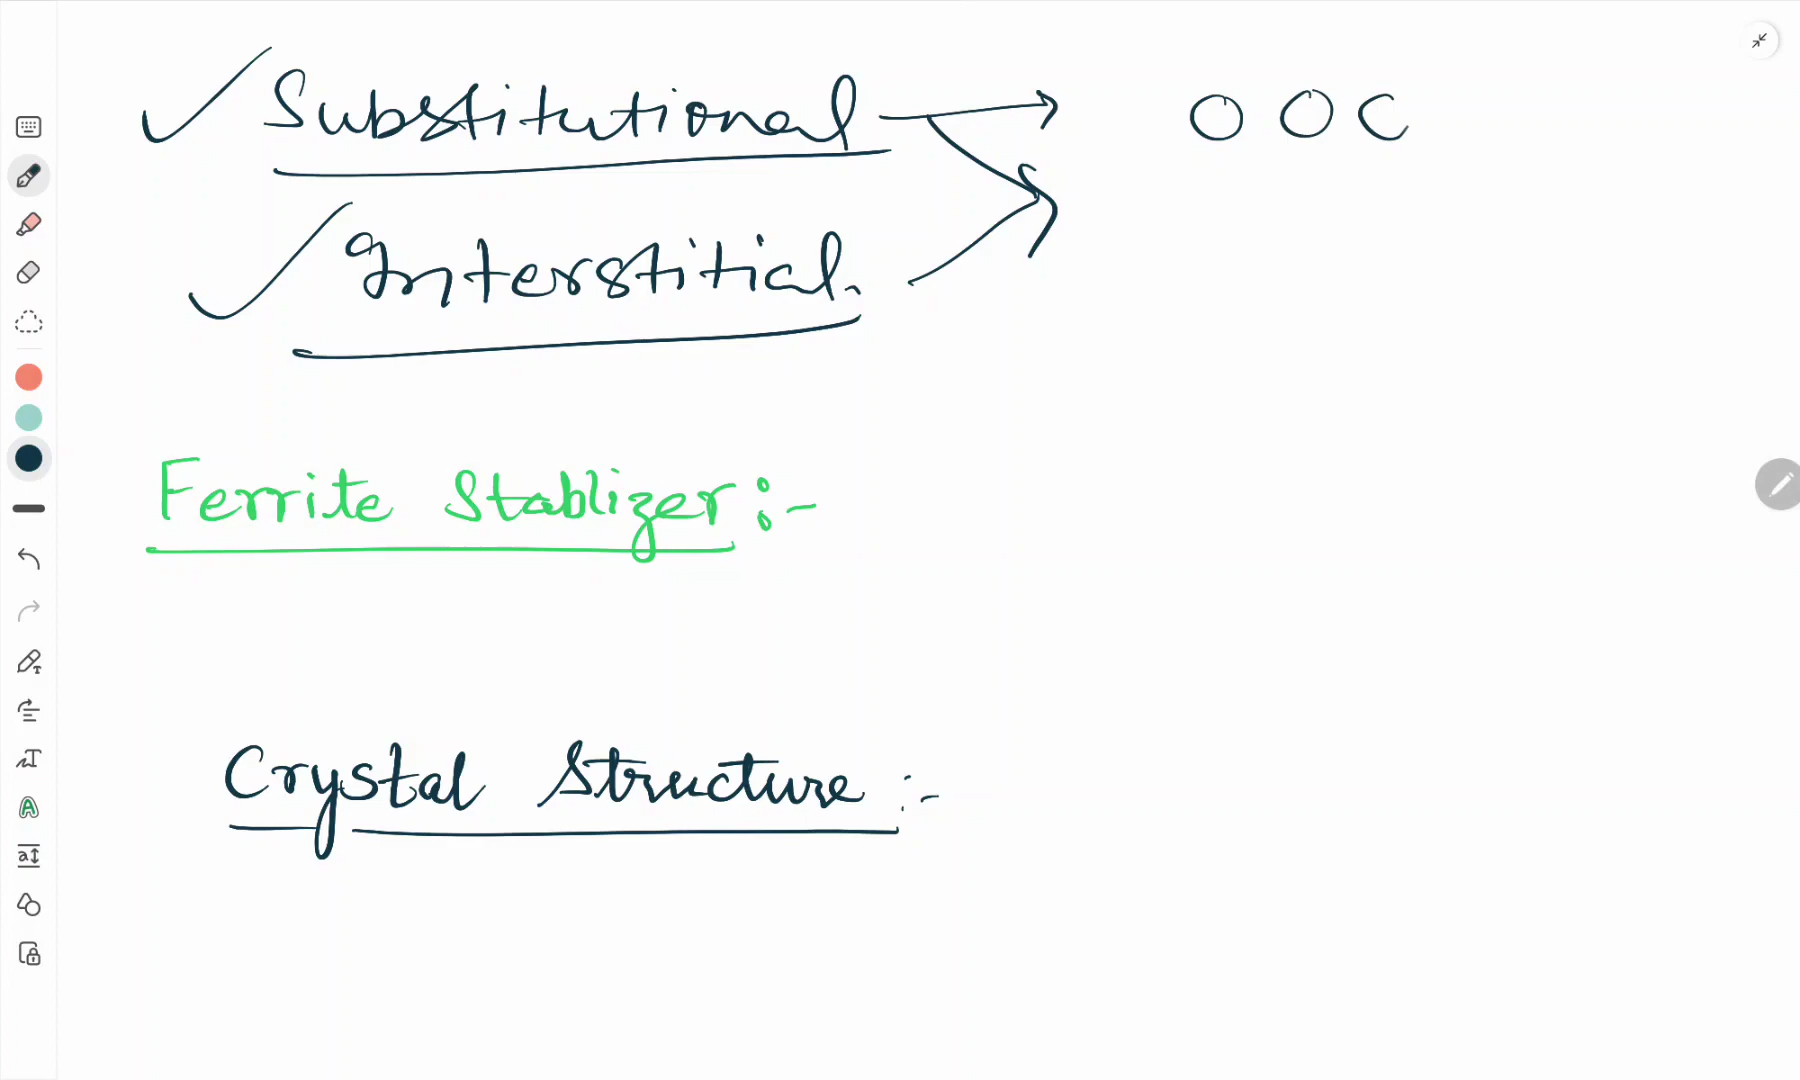 Substitutional
Interstitial.
Ferrite Stablizer :-
Crystal Structure :-